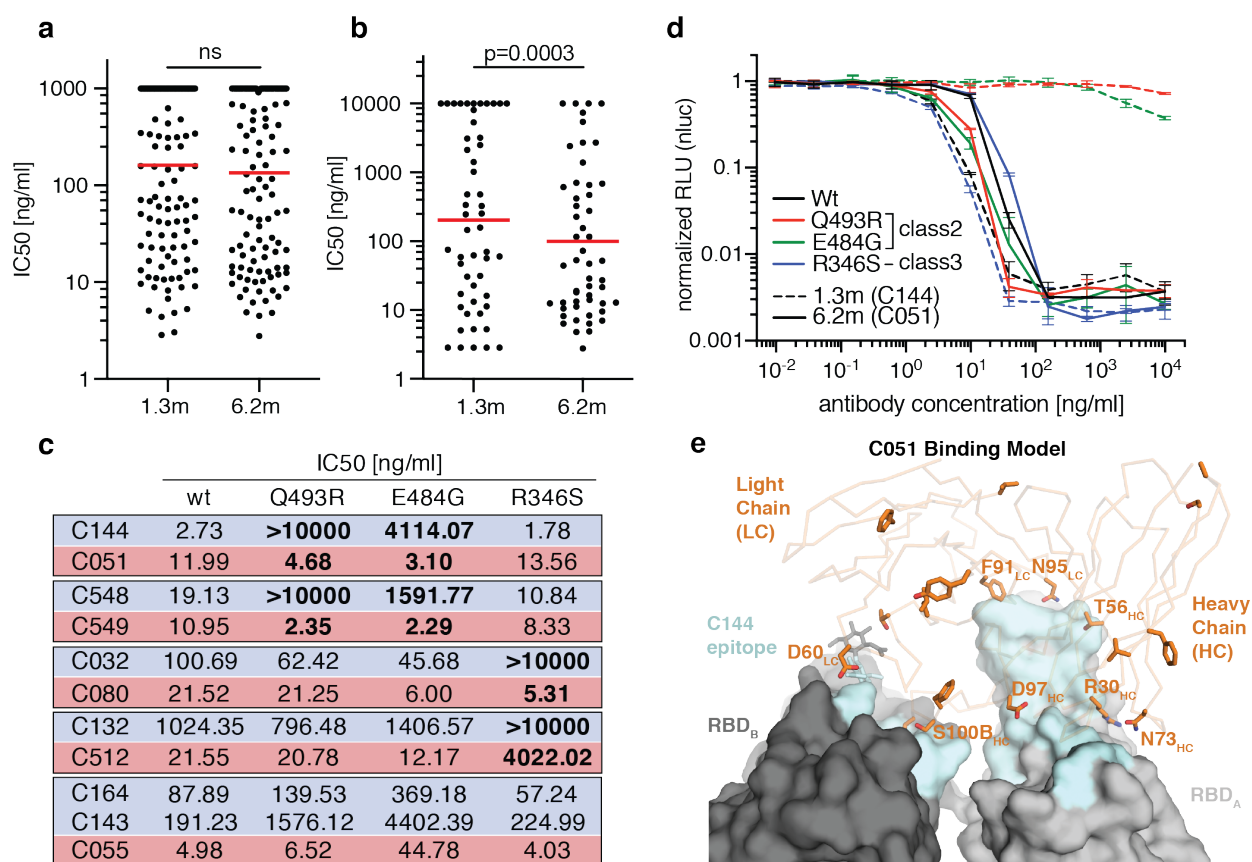 a
ns
IC50 [ng/ml]
1000
100
10
1
1.3m
6.2m
b
p=0.0003
IC50 [ng/ml]
10000
1000
100
10
1
1.3m
6.2m
d
normalized RLU (nluc)
1
0.1
0.01
0.001
Wt
Q493R
E484G
class2
R346S – class3
1.3m (C144)
6.2m (C051)
10-2 10-1 100 101 102 103 104
antibody concentration [ng/ml]
c
IC50 [ng/ml]
wt Q493R E484G R346S
C144 2.73 >10000 4114.07 1.78
C051 11.99 4.68 3.10 13.56
C548 19.13 >10000 1591.77 10.84
C549 10.95 2.35 2.29 8.33
C032 100.69 62.42 45.68 >10000
C080 21.52 21.25 6.00 5.31
C132 1024.35 796.48 1406.57 >10000
C512 21.55 20.78 12.17 4022.02
C164 87.89 139.53 369.18 57.24
C143 191.23 1576.12 4402.39 224.99
C055 4.98 6.52 44.78 4.03
e
C051 Binding Model
Light
Chain
(LC)
F91LC N95LC
T56HC
Heavy
Chain
(HC)
C144
epitope
D60LC
D97HC R30HC
RBDB
S100BHC
N73HC
RBDA